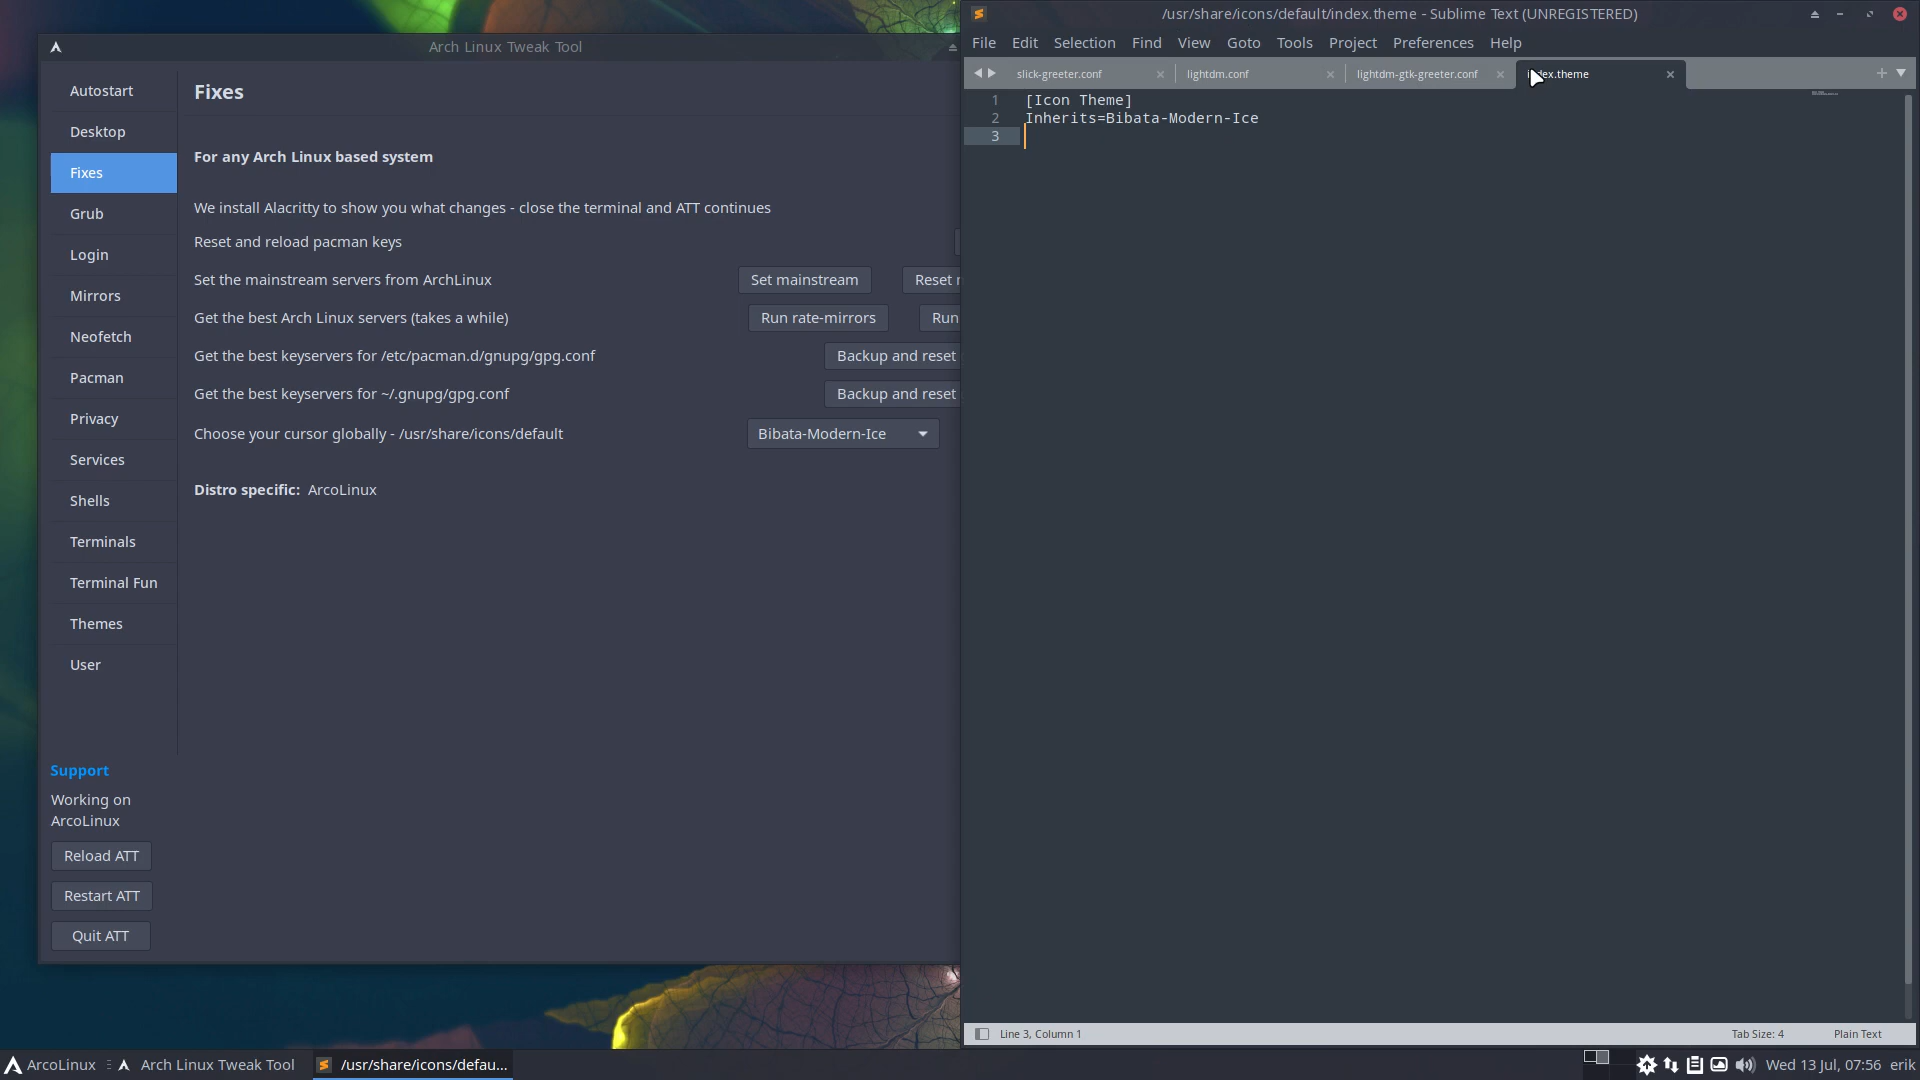 Arch Linux Tweak Tool
Autostart
Desktop
Fixes
Grub
Login
Mirrors
Neofetch
Pacman
Privacy
Services
Shells
Terminals
Terminal Fun
Themes
User
Support
Working on
ArcoLinux
Reload ATT
Restart ATT
Quit ATT
Fixes
For any Arch Linux based system
We install Alacritty to show you what changes - close the terminal and ATT continues
Reset and reload pacman keys
Set the mainstream servers from ArchLinux
Set mainstream
Reset
Get the best Arch Linux servers (takes a while)
Run rate-mirrors
Run
Get the best keyservers for /etc/pacman.d/gnupg/gpg.conf
Backup and reset
Get the best keyservers for ~/.gnupg/gpg.conf
Backup and reset
Choose your cursor globally - /usr/share/icons/default
Bibata-Modern-Ice
Distro specific: ArcoLinux
/usr/share/icons/default/index.theme - Sublime Text (UNREGISTERED)
File Edit Selection Find View Goto Tools Project Preferences Help
slick-greeter.conf
lightdm.conf
lightdm-gtk-greeter.conf
index.theme
1 [Icon Theme]
2 Inherits=Bibata-Modern-Ice
3
Line 3, Column 1
Tab Size: 4
Plain Text
ArcoLinux
Arch Linux Tweak Tool
/usr/share/icons/defau...
Wed 13 Jul, 07:56 erik